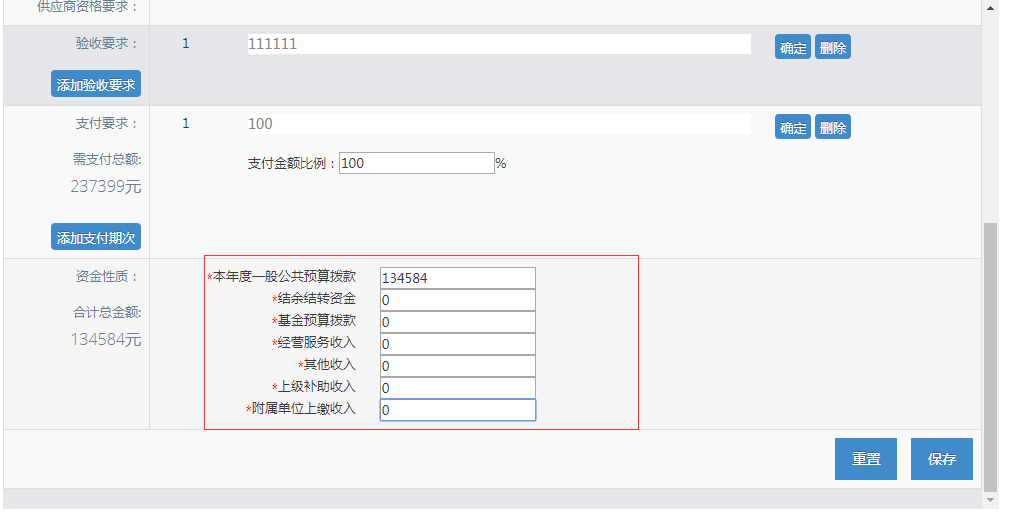 供应商资格要求：
验收要求： 1 111111 确定 删除
添加验收要求
支付要求： 1 100 确定 删除
需支付总额: 支付金额比例：100 %
237399元
添加支付期次
资金性质： *本年度一般公共预算拨款 134584
*结余结转资金 0
合计总金额: *基金预算拨款 0
134584元 *经营服务收入 0
*其他收入 0
*上级补助收入 0
*附属单位上缴收入 0
重置 保存